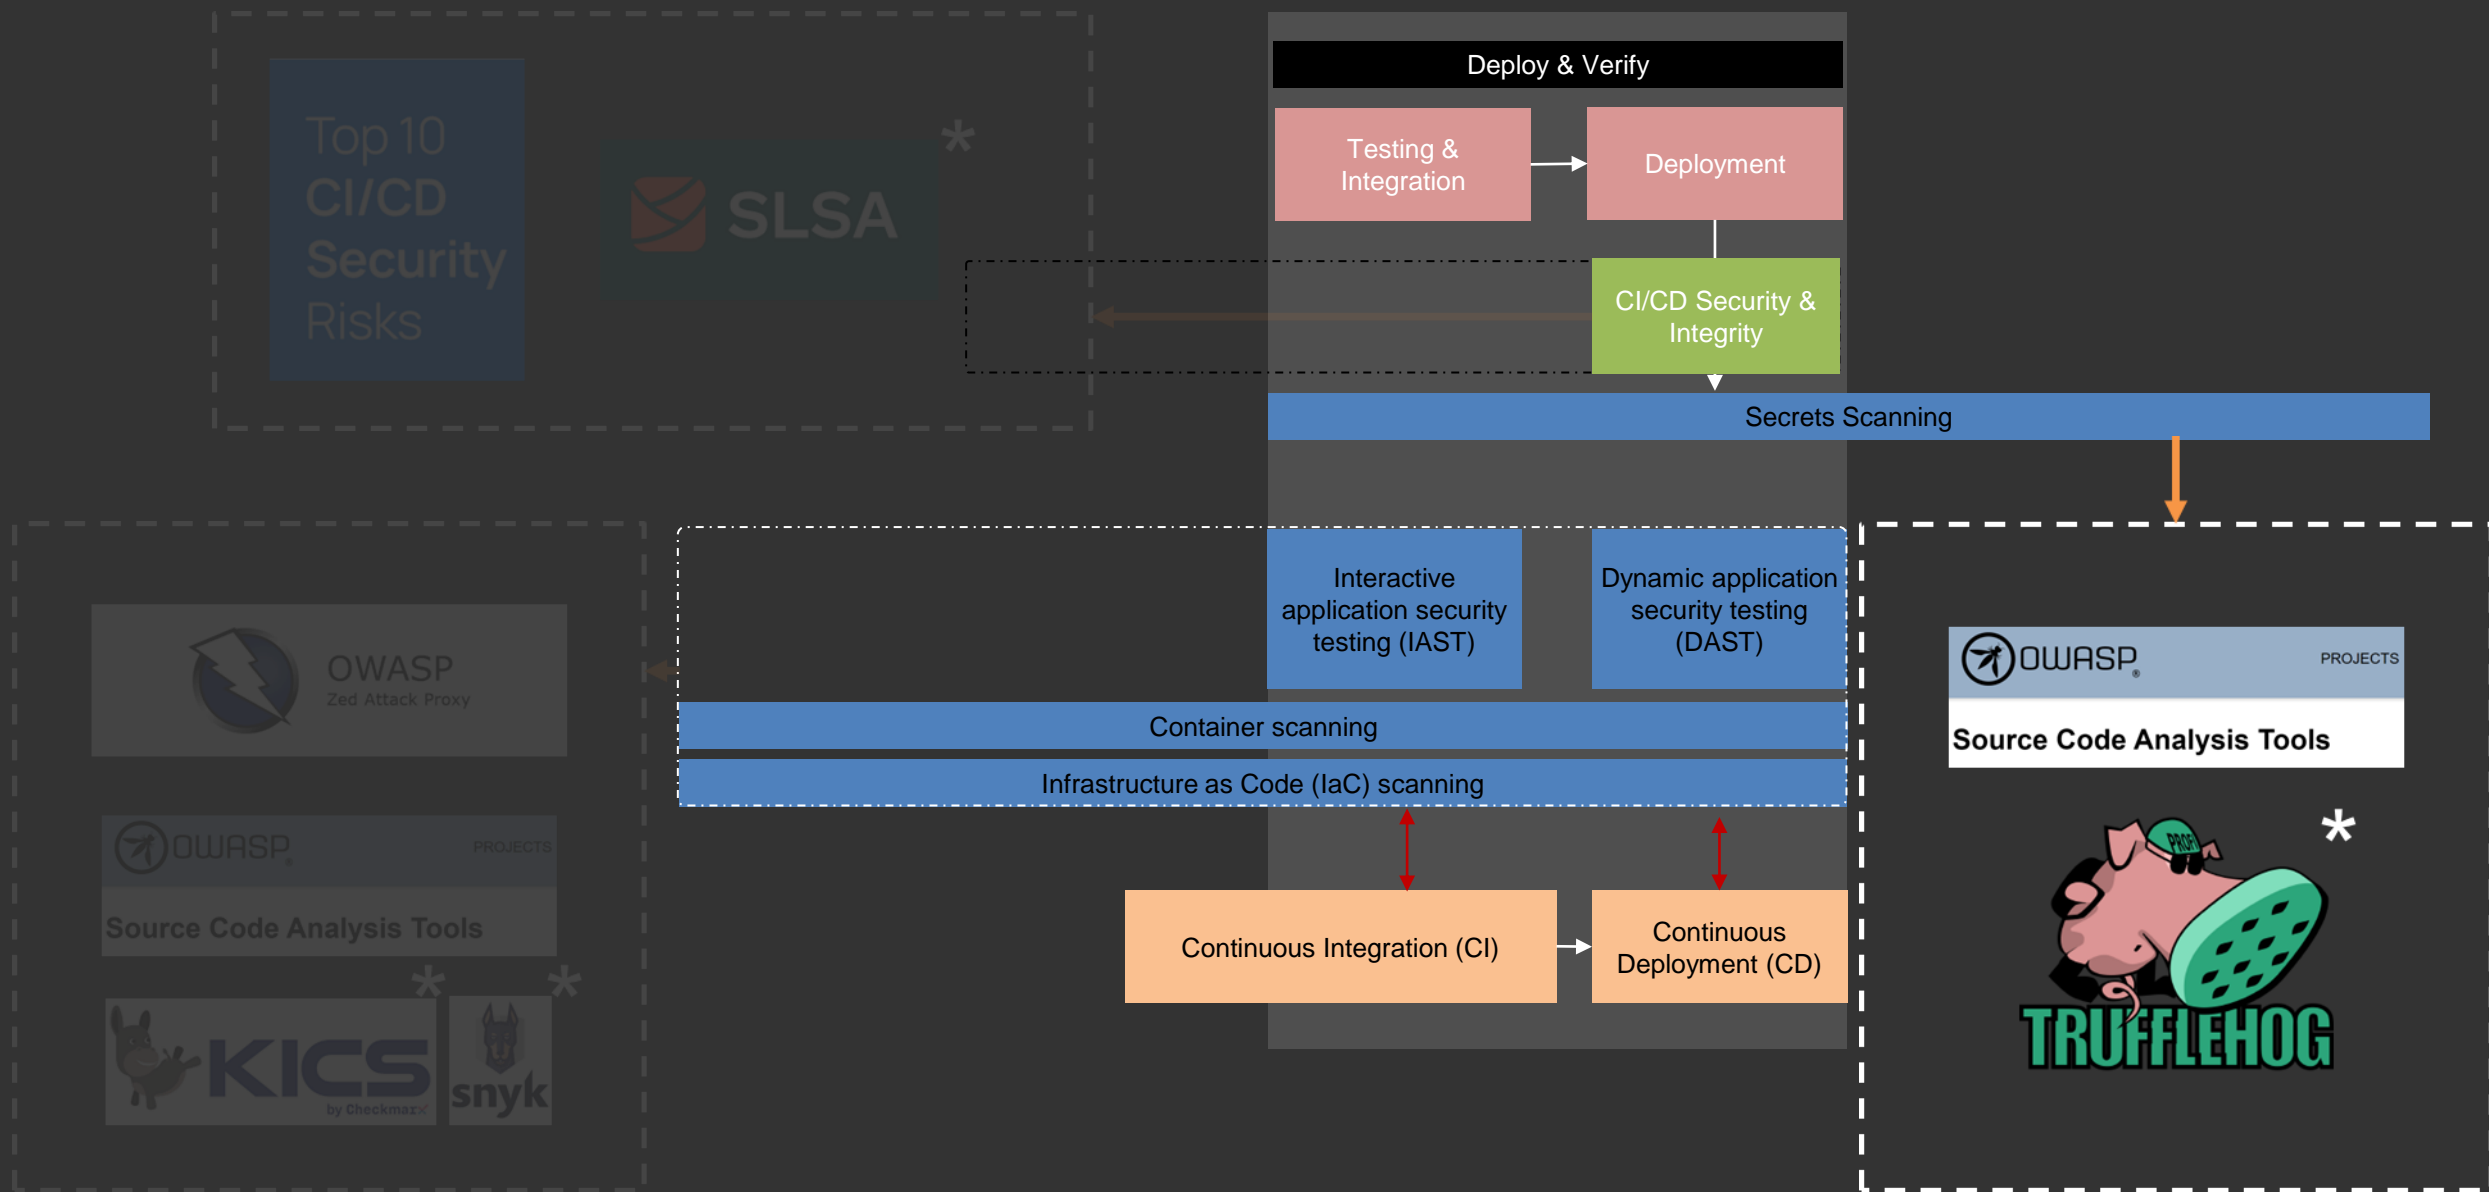 Deploy & Verify
Testing &
Integration
Deployment
Top 10
CI/CD
Security
Risks
*
SLSA
CI/CD Security &
Integrity
Secrets Scanning
Interactive
application security
testing (IAST)
Dynamic application
security testing
(DAST)
OWASP
Zed Attack Proxy
OWASP®
PROJECTS
Source Code Analysis Tools
Container scanning
Infrastructure as Code (IaC) scanning
OWASP®
PROJECTS
Source Code Analysis Tools
*
*
KICS
by Checkmarx
snyk
Continuous Integration (CI)
Continuous
Deployment (CD)
*
PROFI
TRUFFLEHOG